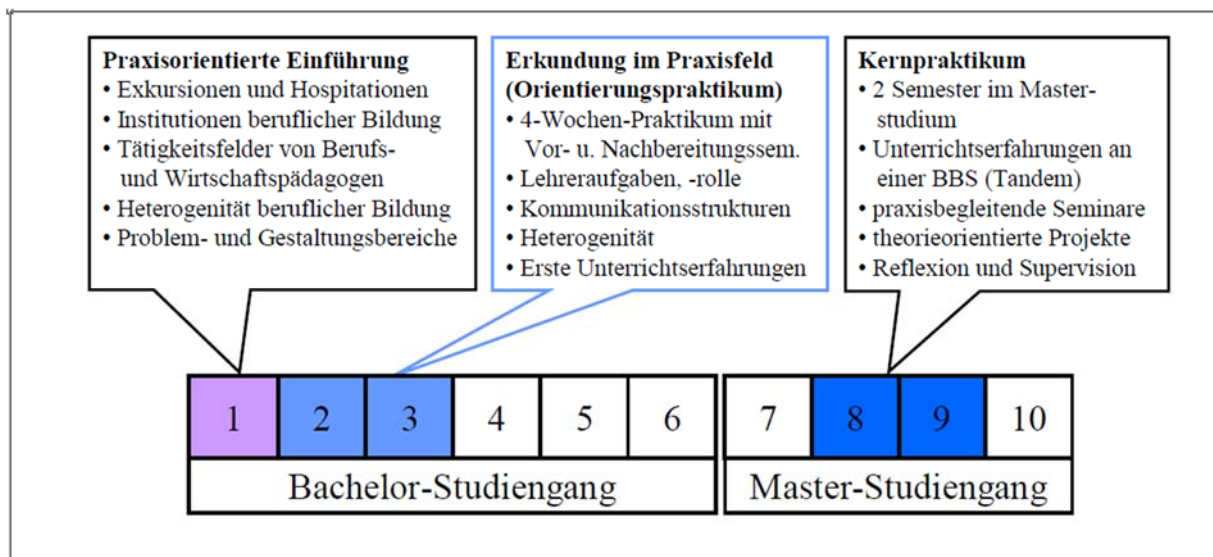 Praxisorientierte Einführung
• Exkursionen und Hospitationen
• Institutionen beruflicher Bildung
• Tätigkeitsfelder von Berufs-
und Wirtschaftspädagogen
• Heterogenität beruflicher Bildung
• Problem- und Gestaltungsbereiche
Erkundung im Praxisfeld
(Orientierungspraktikum)
• 4-Wochen-Praktikum mit
Vor- u. Nachbereitungssem.
• Lehreraufgaben, -rolle
• Kommunikationsstrukturen
• Heterogenität
• Erste Unterrichtserfahrungen
Kernpraktikum
• 2 Semester im Master-
studium
• Unterrichtserfahrungen an
einer BBS (Tandem)
• praxisbegleitende Seminare
• theorieorientierte Projekte
• Reflexion und Supervision
1 2 3 4 5 6 7 8 9 10
Bachelor-Studiengang Master-Studiengang